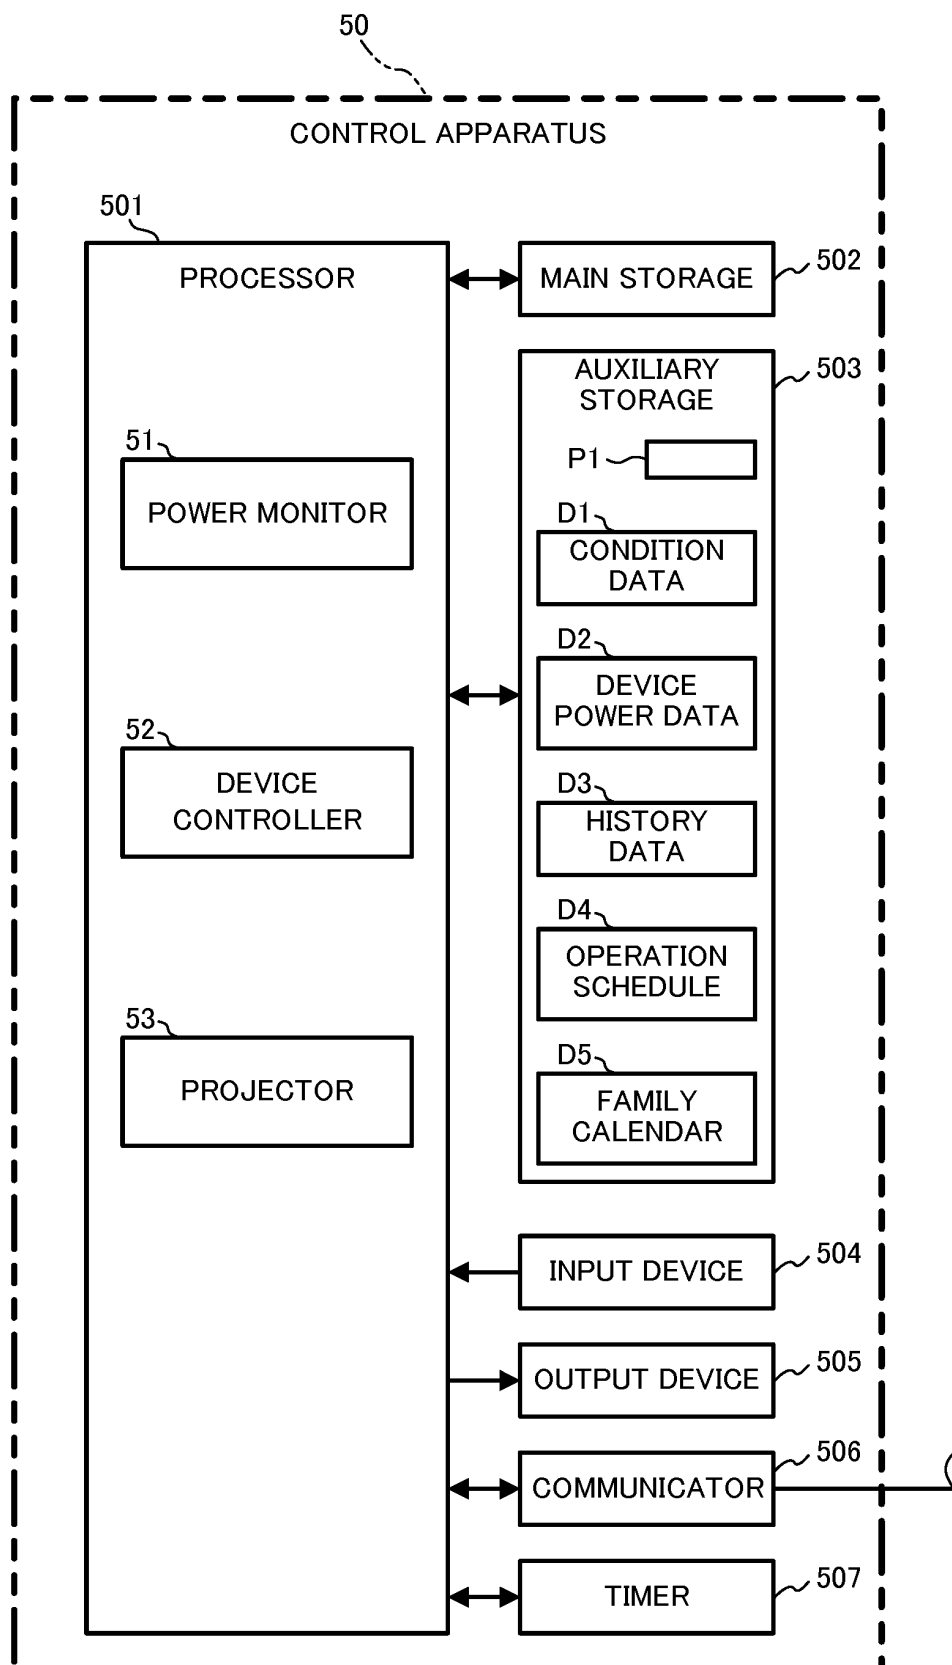 50
CONTROL APPARATUS
501
PROCESSOR
51
POWER MONITOR
52
DEVICE
CONTROLLER
53
PROJECTOR
MAIN STORAGE
502
AUXILIARY
STORAGE
503
P1
D1
CONDITION
DATA
D2
DEVICE
POWER DATA
D3
HISTORY
DATA
D4
OPERATION
SCHEDULE
D5
FAMILY
CALENDAR
INPUT DEVICE
504
OUTPUT DEVICE
505
COMMUNICATOR
506
TIMER
507